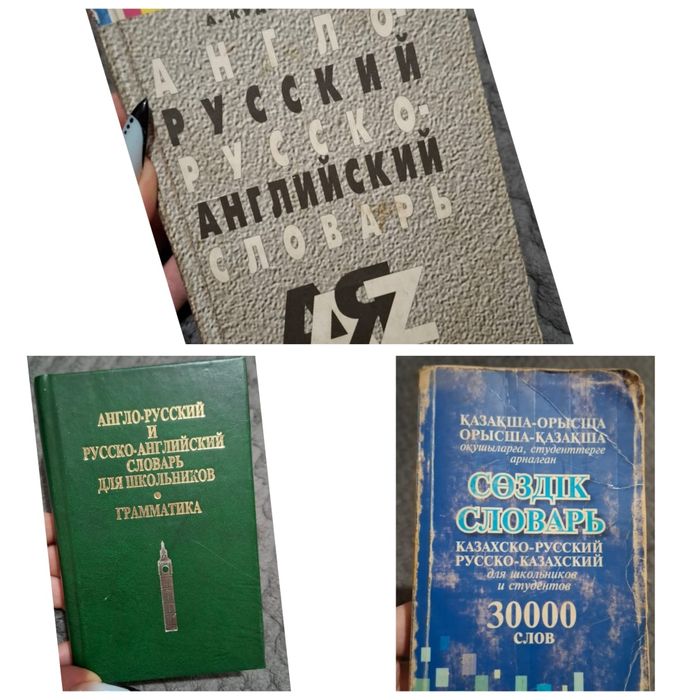 АНГЛО
РУССКИЙ
РУССКО-
АНГЛИЙСКИЙ
СЛОВАРЬ
АНГЛО-РУССКИЙ
И
РУССКО-АНГЛИЙСКИЙ
СЛОВАРЬ
ДЛЯ ШКОЛЬНИКОВ
•
ГРАММАТИКА
ҚАЗАҚША-ОРЫСША
ОРЫСША-ҚАЗАҚША
оқушыларға, студенттерге
арналған
СӨЗДІК
СЛОВАРЬ
КАЗАХСКО-РУССКИЙ
РУССКО-КАЗАХСКИЙ
для школьников
и студентов
30000
СЛОВ